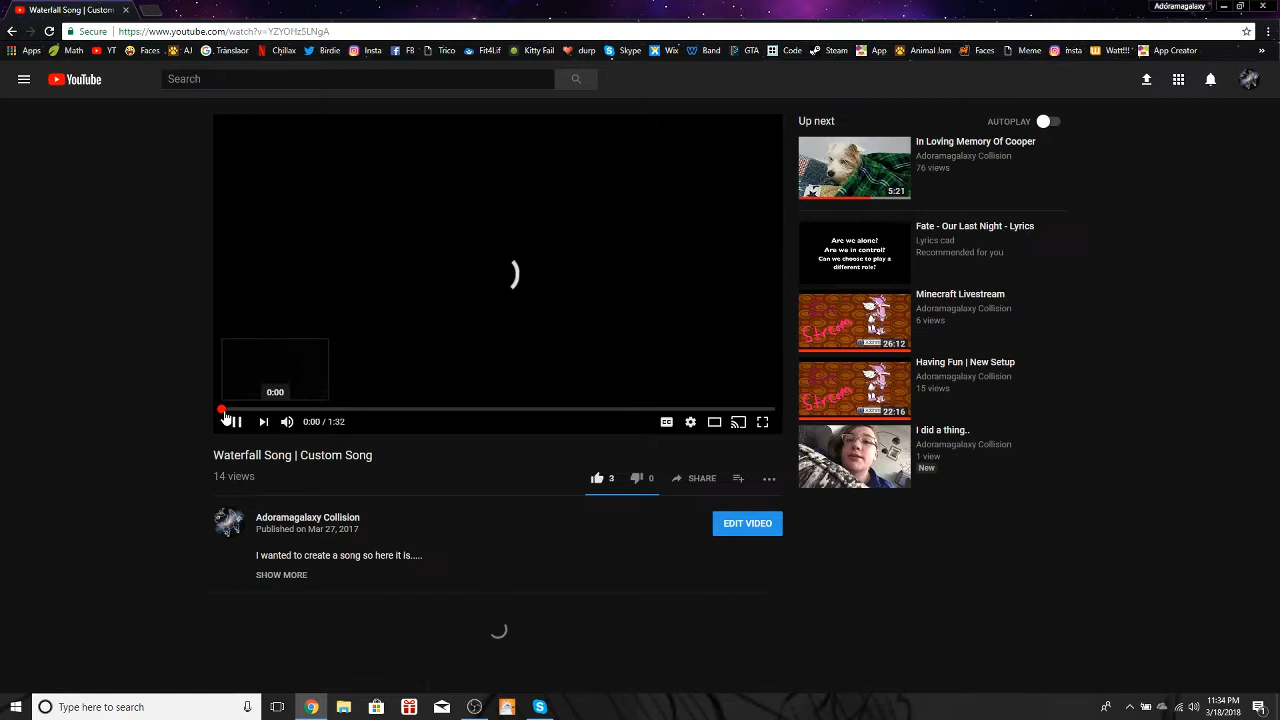 Waterfall Song | Custom
Adóramagalaxy
Secure
https://www.youtube.com/watch?v=YZYOHz5LNgA
Apps Math YT Faces AJ Translaor Chilax Birdie Insta FB Trico Fit4Lif Kitty Fail durp Skype Wix Band GTA Code Steam App Animal Jam Faces Meme insta Watt!!! App Creator
YouTube
Search
Up next
AUTOPLAY
In Loving Memory Of Cooper
Adoramagalaxy Collision
76 views
5:21
Are we alone?
Are we in control?
Can we choose to play a
different role?
Fate - Our Last Night - Lyrics
Lyrics cad
Recommended for you
Stream
26:12
Minecraft Livestream
Adoramagalaxy Collision
6 views
Stream
22:16
Having Fun | New Setup
Adoramagalaxy Collision
15 views
I did a thing..
Adoramagalaxy Collision
1 view
New
0:00
0:00 / 1:32
Waterfall Song | Custom Song
14 views
3
0
SHARE
Adoramagalaxy Collision
Published on Mar 27, 2017
EDIT VIDEO
I wanted to create a song so here it is.....
SHOW MORE
Type here to search
11:34 PM
3/18/2018